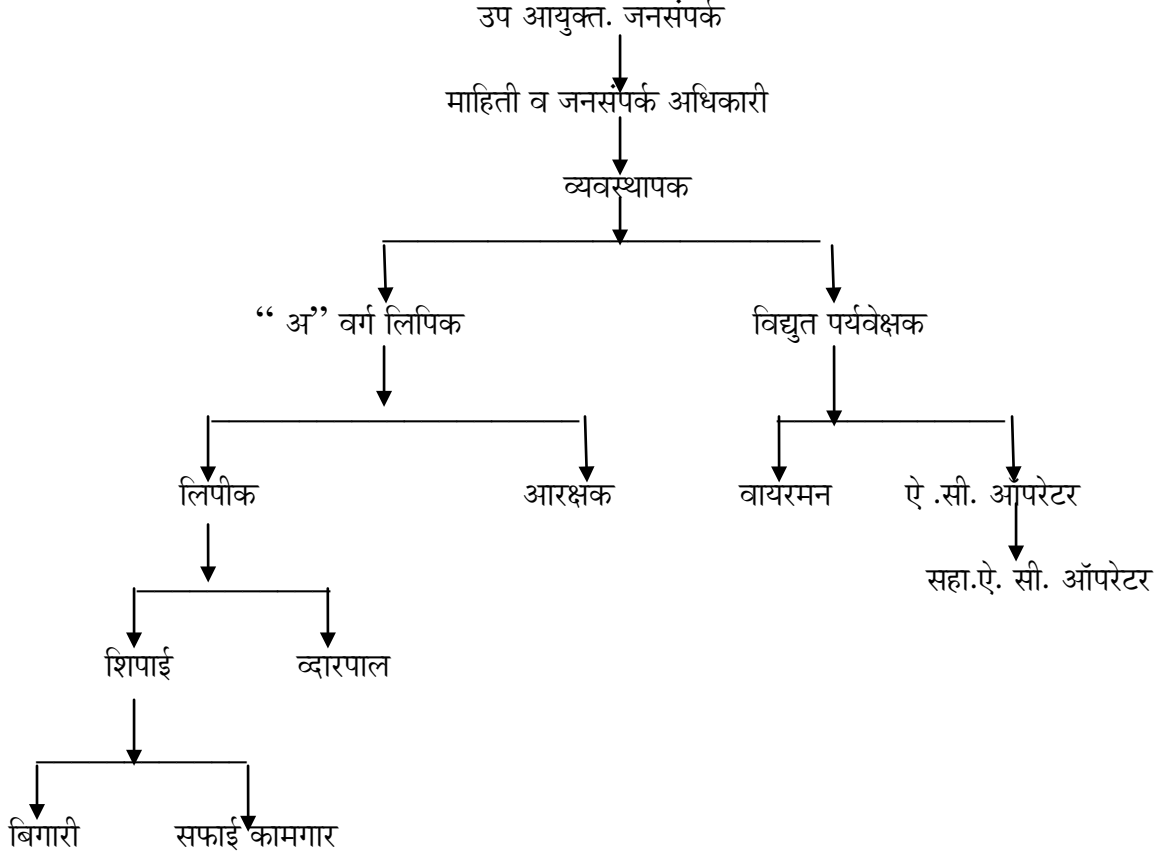 उप आयुक्त. जनसंपर्क
माहिती व जनसंपर्क अधिकारी
व्यवस्थापक
“ अ” वर्ग लिपिक
विद्युत पर्यवेक्षक
लिपीक
आरक्षक
वायरमन
ऐ .सी. ऑपरेटर
सहा.ऐ. सी. ऑपरेटर
शिपाई
व्दारपाल
बिगारी
सफाई कामगार